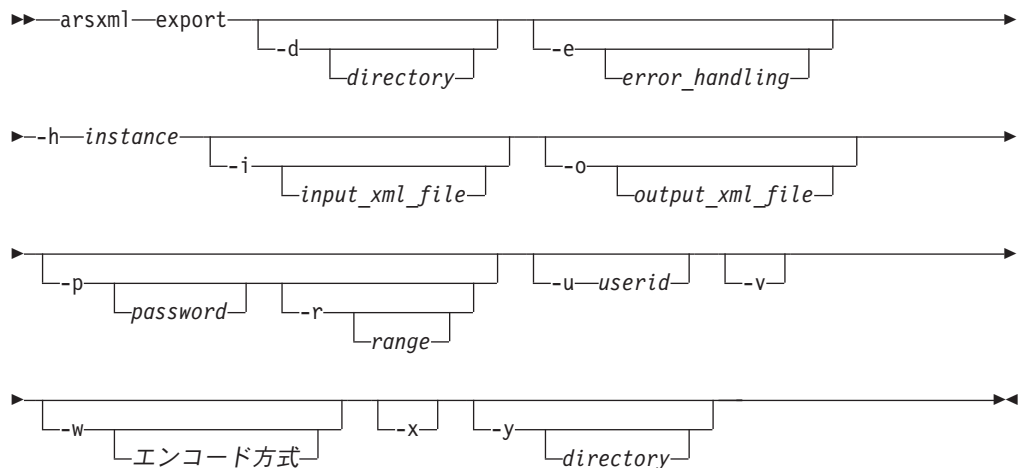 arsxml export -d directory -e error_handling
-h instance -i input_xml_file -o output_xml_file
-p password -r range -u userid -v
-w エンコード方式 -x -y directory